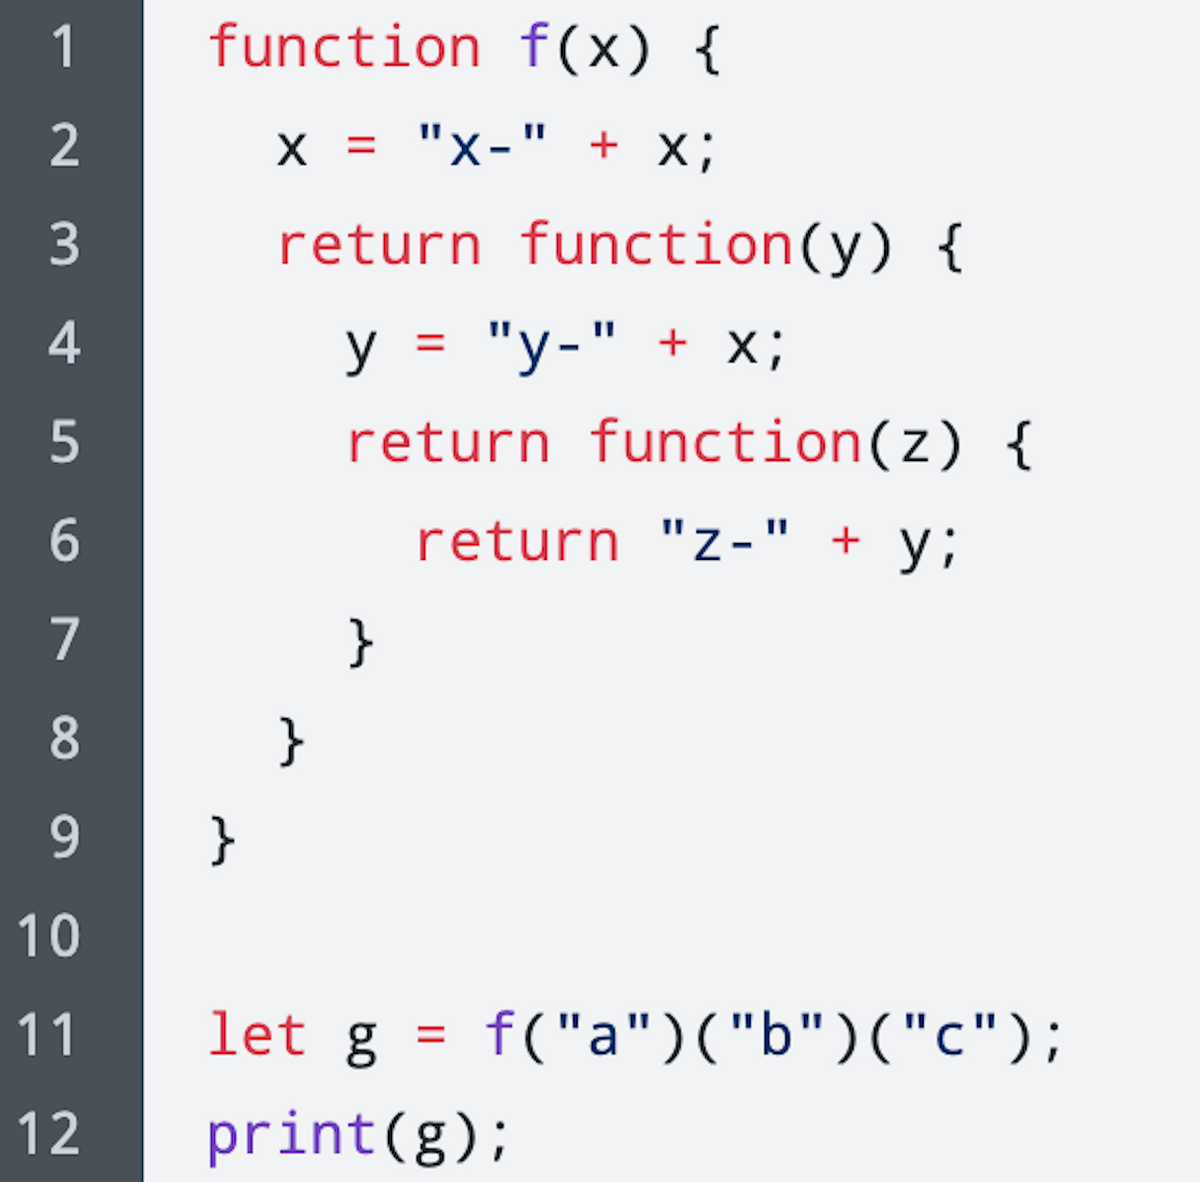 1 function f(x) {
2 x = "x-" + x;
3 return function(y) {
4 y = "y-" + x;
5 return function(z) {
6 return "z-" + y;
7 }
8 }
9 }
10
11 let g = f("a")("b")("c");
12 print(g);